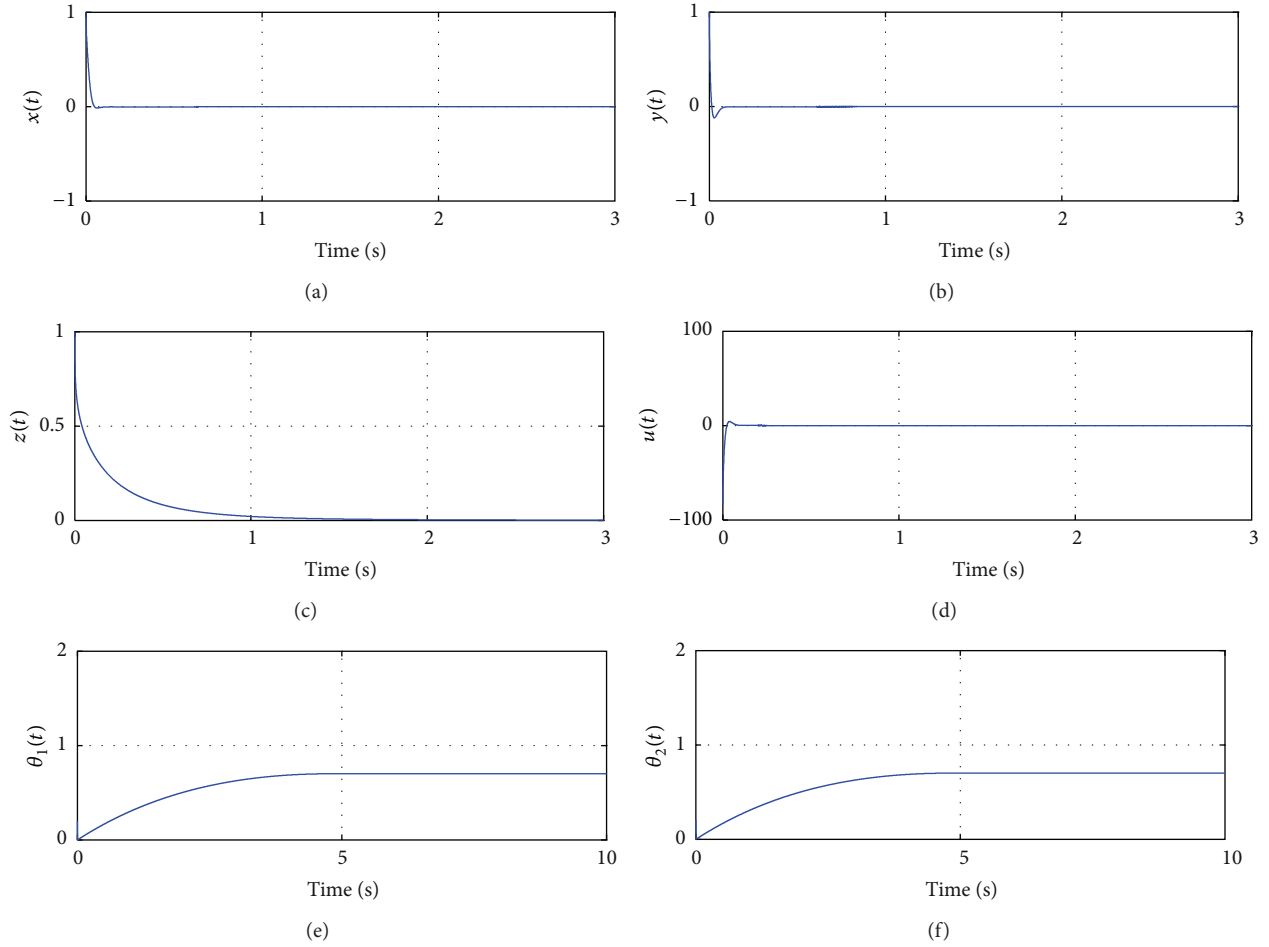 1
0
−1
x(t)
0 1 2 3
Time (s)
(a)
1
0
−1
y(t)
0 1 2 3
Time (s)
(b)
1
0.5
0
z(t)
0 1 2 3
Time (s)
(c)
100
0
−100
u(t)
0 1 2 3
Time (s)
(d)
2
1
0
θ₁(t)
0 5 10
Time (s)
(e)
2
1
0
θ₂(t)
0 5 10
Time (s)
(f)